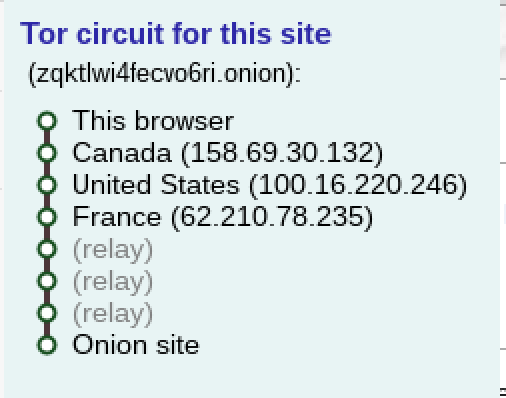 Tor circuit for this site
(zqktlwi4fecvo6ri.onion):
This browser
Canada (158.69.30.132)
United States (100.16.220.246)
France (62.210.78.235)
(relay)
(relay)
(relay)
Onion site